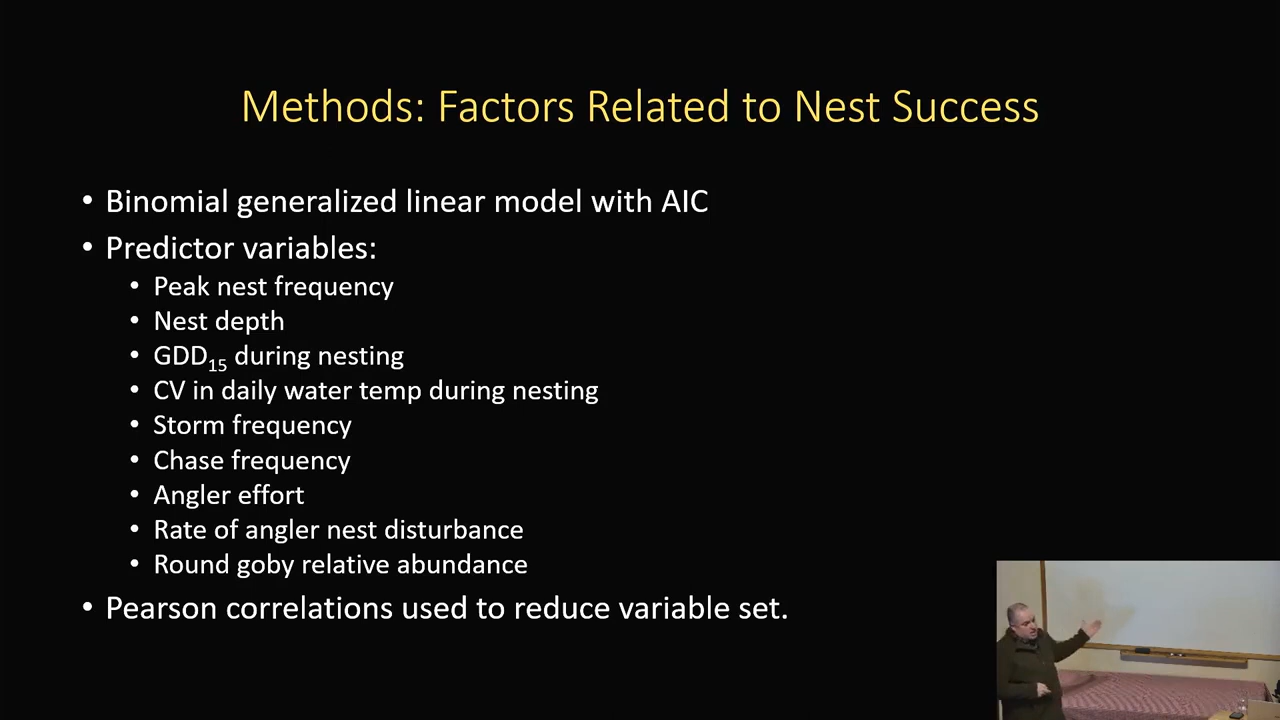 Methods: Factors Related to Nest Success
• Binomial generalized linear model with AIC
• Predictor variables:
• Peak nest frequency
• Nest depth
• GDD15 during nesting
• CV in daily water temp during nesting
• Storm frequency
• Chase frequency
• Angler effort
• Rate of angler nest disturbance
• Round goby relative abundance
• Pearson correlations used to reduce variable set.